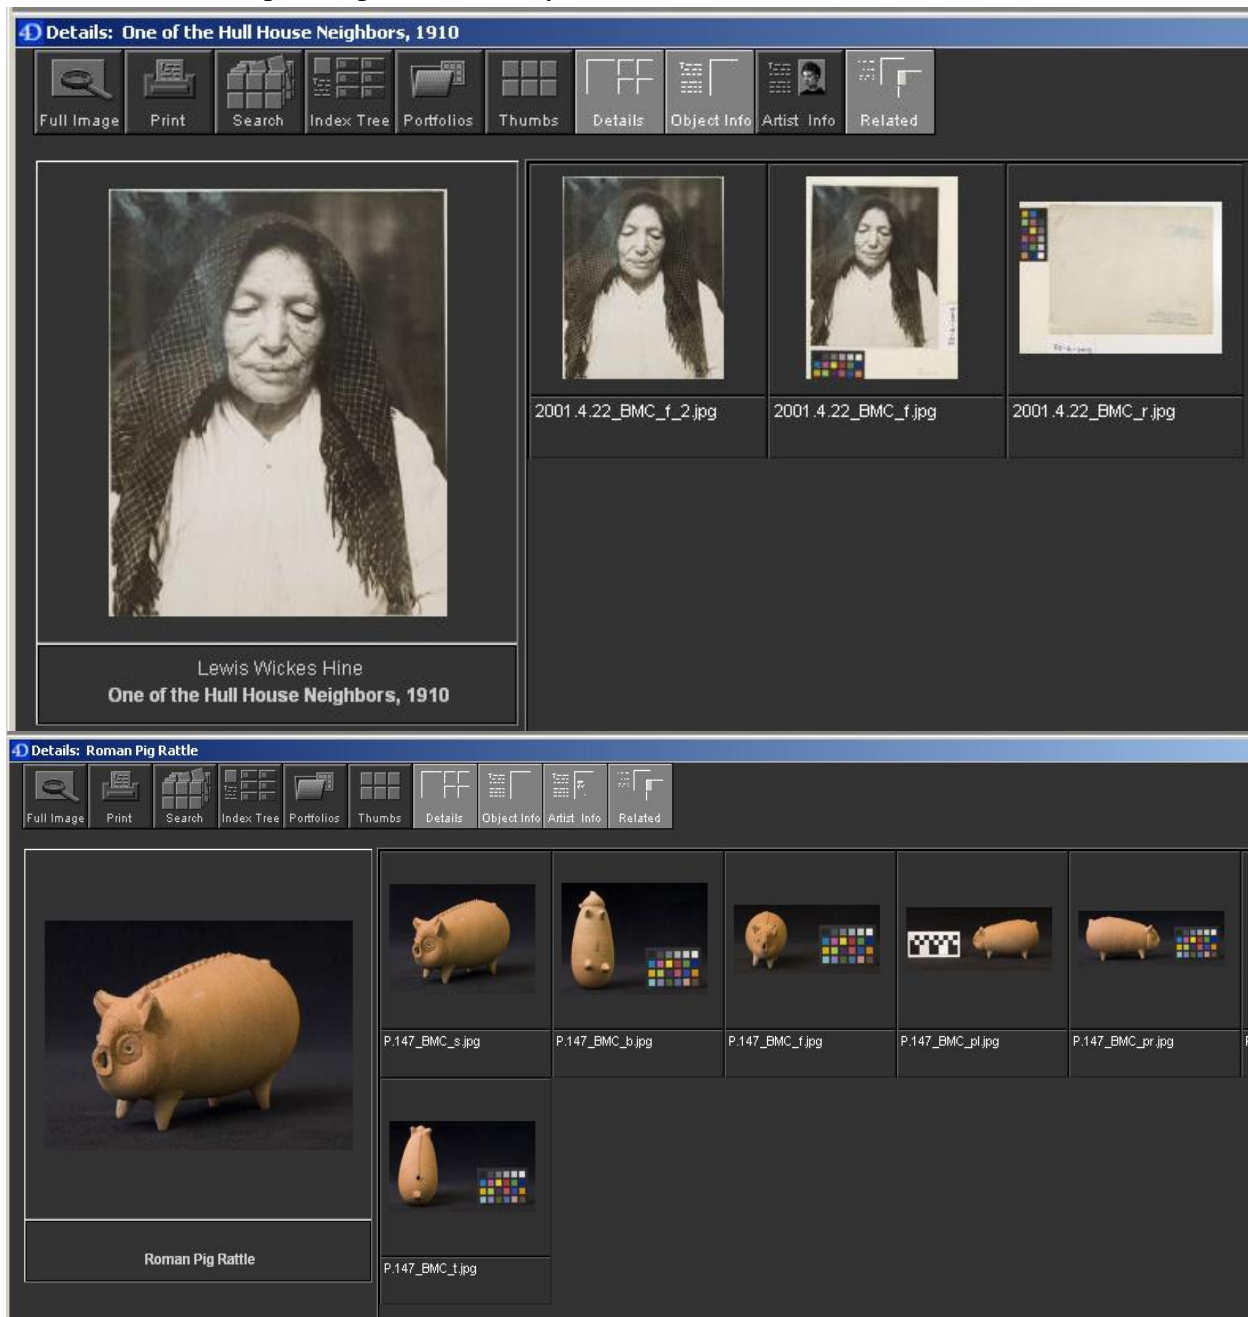 Details: One of the Hull House Neighbors, 1910
Full Image Print Search Index Tree Portfolios Thumbs Details Object Info Artist Info Related
2001.4.22_BMC_f_2.jpg 2001.4.22_BMC_f.jpg 2001.4.22_BMC_r.jpg
Lewis Wickes Hine
One of the Hull House Neighbors, 1910
Details: Roman Pig Rattle
Full Image Print Search Index Tree Portfolios Thumbs Details Object Info Artist Info Related
P.147_BMC_s.jpg P.147_BMC_b.jpg P.147_BMC_f.jpg P.147_BMC_pl.jpg P.147_BMC_pr.jpg
Roman Pig Rattle
P.147_BMC_t.jpg